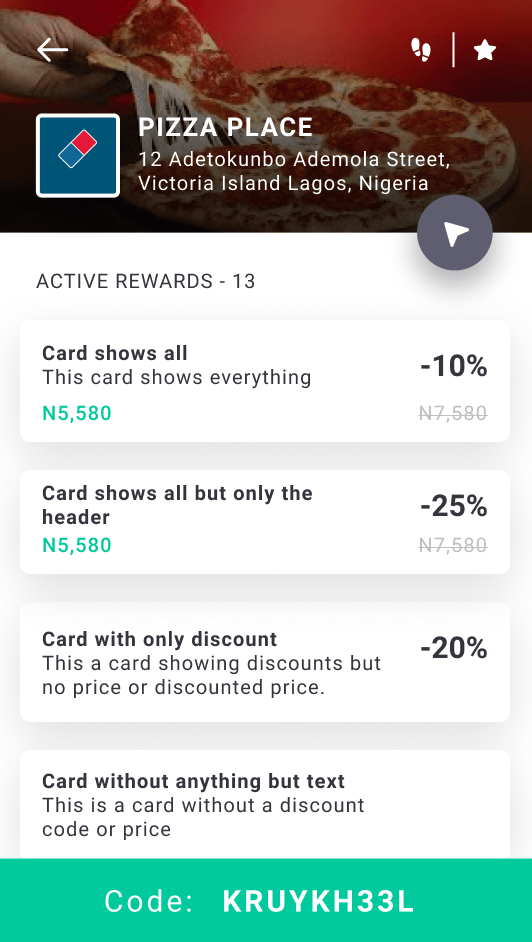 PIZZA PLACE
12 Adetokunbo Ademola Street,
Victoria Island Lagos, Nigeria
ACTIVE REWARDS - 13
Card shows all
This card shows everything
-10%
N5,580
N7,580
Card shows all but only the
header
-25%
N5,580
N7,580
Card with only discount
This a card showing discounts but
no price or discounted price.
-20%
Card without anything but text
This is a card without a discount
code or price
Code: KRUYKH33L